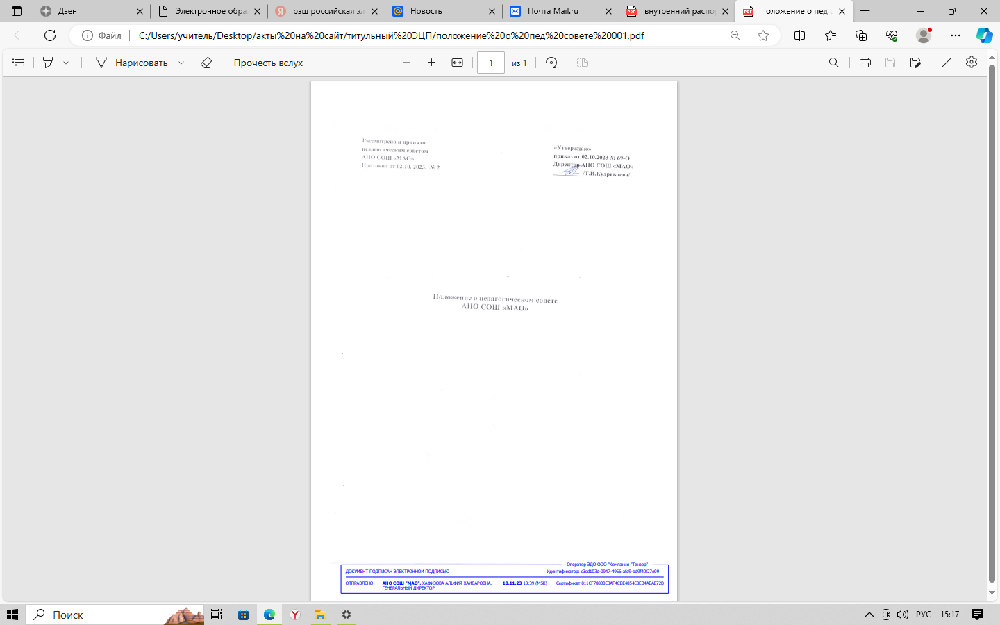 Дзен
Электронное обра
рэш российская эл
Новость
Почта Mail.ru
внутренний распо
положение о пед с
Файл
C:/Users/учитель/Desktop/акты%20на%20сайт/титульный%20ЭЦП/положение%20о%20пед%20совете%20001.pdf
Нарисовать
Прочесть вслух
1
из 1
Рассмотрено и принято
педагогическим советом
АНО СОШ «МАО»
Протокол от 02.10. 2023. № 2
«Утверждаю»
приказ от 02.10.2023 № 69-О
Директор АНО СОШ «МАО»
/Т.И.Кудрявцева/
Положение о педагогическом совете
АНО СОШ «МАО»
Оператор ЭДО ООО "Компания "Тензор"
ДОКУМЕНТ ПОДПИСАН ЭЛЕКТРОННОЙ ПОДПИСЬЮ
Идентификатор: c3cd103d-0947-4966-afd9-bd9f40f27e09
ОТПРАВЛЕНО
АНО СОШ "МАО", ХАФИЗОВА АЛЬФИЯ ХАЙДАРОВНА,
ГЕНЕРАЛЬНЫЙ ДИРЕКТОР
10.11.23 13:39 (MSK)
Сертификат 011CF78800E3AF4CBE4054EBEB4AEAE72B
Поиск
РУС
15:17